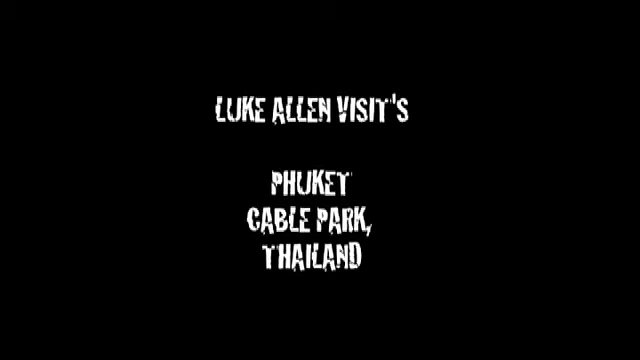 LUKE ALLEN VISIT'S
PHUKET
CABLE PARK,
THAILAND